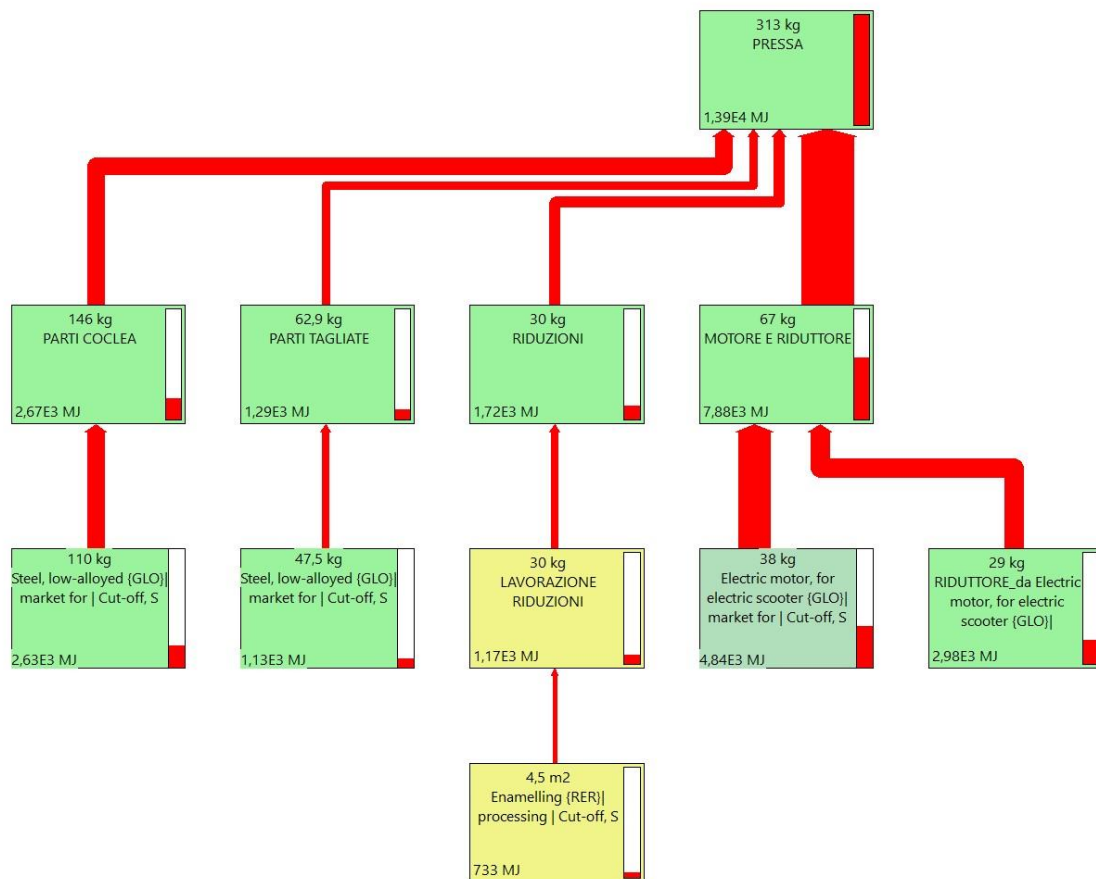 313 kg
PRESSA
1,39E4 MJ
146 kg
PARTI COCLEA
2,67E3 MJ
62,9 kg
PARTI TAGLIATE
1,29E3 MJ
30 kg
RIDUZIONI
1,72E3 MJ
67 kg
MOTORE E RIDUTTORE
7,88E3 MJ
110 kg
Steel, low-alloyed {GLO}|
market for | Cut-off, S
2,63E3 MJ
47,5 kg
Steel, low-alloyed {GLO}|
market for | Cut-off, S
1,13E3 MJ
30 kg
LAVORAZIONE
RIDUZIONI
1,17E3 MJ
38 kg
Electric motor, for
electric scooter {GLO}|
market for | Cut-off, S
4,84E3 MJ
29 kg
RIDUTTORE_da Electric
motor, for electric
scooter {GLO}|
2,98E3 MJ
4,5 m2
Enamelling {RER}|
processing | Cut-off, S
733 MJ